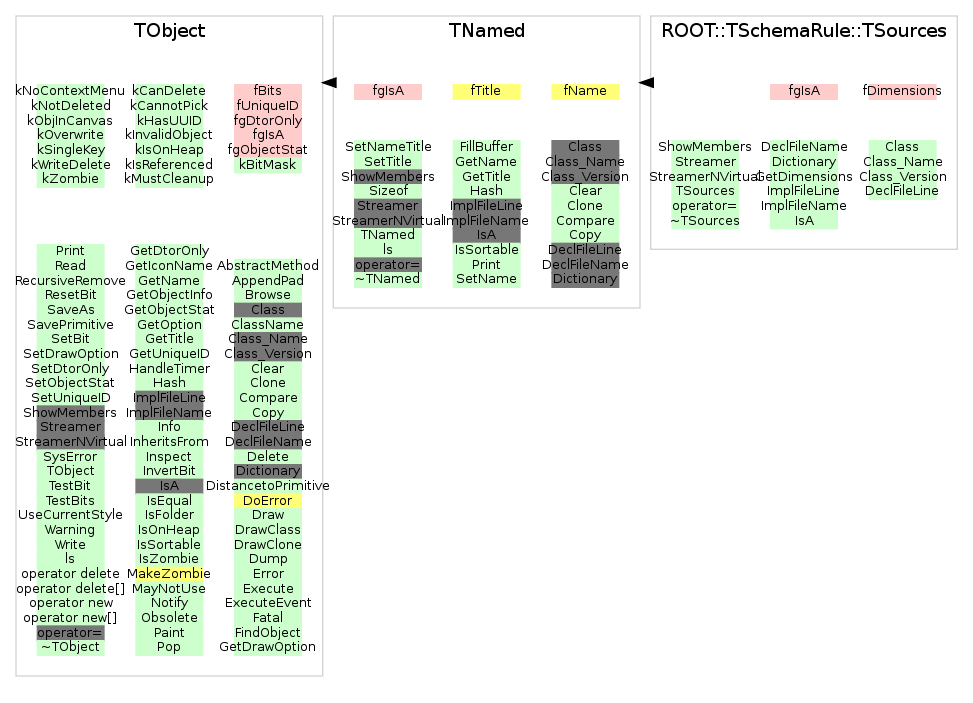 TObject
TNamed
ROOT::TSchemaRule::TSources
kNoContextMenu kCanDelete fBits
kNotDeleted kCannotPick fUniqueID
kObjInCanvas kHasUUID fgDtorOnly
kOverwrite kInvalidObject fgIsA
kSingleKey kIsOnHeap fgObjectStat
kWriteDelete kIsReferenced kBitMask
kZombie kMustCleanup
Print GetDtorOnly
Read GetIconName AbstractMethod
RecursiveRemove GetName AppendPad
ResetBit GetObjectInfo Browse
SaveAs GetObjectStat Class
SavePrimitive GetOption ClassName
SetBit GetTitle Class_Name
SetDrawOption GetUniqueID Class_Version
SetDtorOnly HandleTimer Clear
SetObjectStat Hash Clone
SetUniqueID ImplFileLine Compare
ShowMembers ImplFileName Copy
Streamer Info DeclFileLine
StreamerNVirtual InheritsFrom DeclFileName
SysError Inspect Delete
TObject InvertBit Dictionary
TestBit IsA DistancetoPrimitive
TestBits IsEqual DoError
UseCurrentStyle IsFolder Draw
Warning IsOnHeap DrawClass
Write IsSortable DrawClone
ls IsZombie Dump
operator delete MakeZombie Error
operator delete[] MayNotUse Execute
operator new Notify ExecuteEvent
operator new[] Obsolete Fatal
operator= Paint FindObject
~TObject Pop GetDrawOption
fgIsA fTitle fName
SetNameTitle FillBuffer Class
SetTitle GetName Class_Name
ShowMembers GetTitle Class_Version
Sizeof Hash Clear
Streamer ImplFileLine Clone
StreamerNVirtual ImplFileName Compare
TNamed IsA Copy
ls IsSortable DeclFileLine
operator= Print DeclFileName
~TNamed SetName Dictionary
fgIsA fDimensions
ShowMembers DeclFileName Class
Streamer Dictionary Class_Name
StreamerNVirtual GetDimensions Class_Version
TSources ImplFileLine DeclFileLine
operator= ImplFileName
~TSources IsA